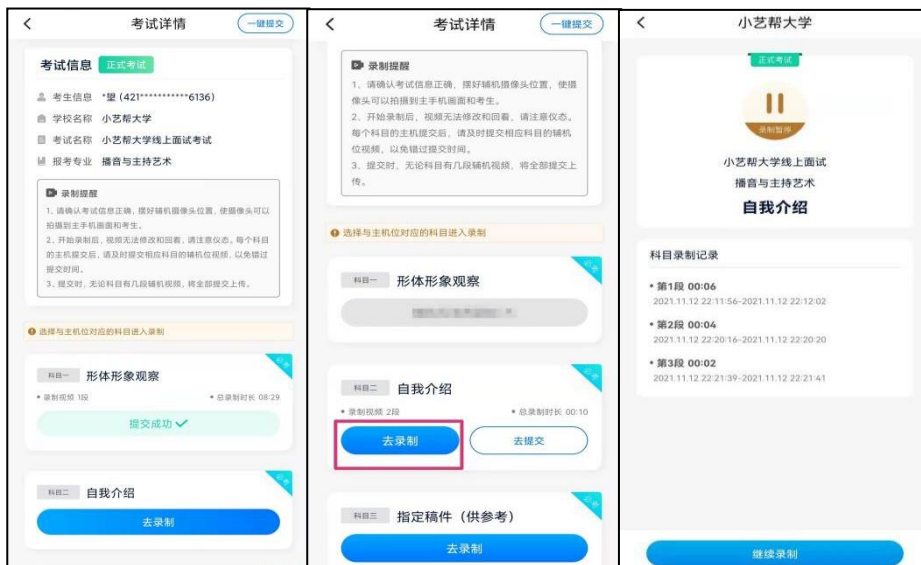 考试详情
一键提交
考试信息 正式考试
考生信息 *望 (421***********6136)
学校名称 小艺帮大学
考试名称 小艺帮大学线上面试考试
报考专业 播音与主持艺术
录制提醒
1、请确认考试信息正确，摆好辅机摄像头位置，使摄像头可以
拍摄到主手机画面和考生。
2、开始录制后，视频无法修改和回看，请注意仪态。每个科目
的主机提交后，请及时提交相应科目的辅机位视频，以免错过
提交时间。
3、提交时，无论科目有几段辅机视频，将全部提交上传。
选择与主机位对应的科目进入录制
科目一 形体形象观察
• 录制视频 1段 • 总录制时长 08:29
提交成功
科目二 自我介绍
去录制
考试详情
一键提交
录制提醒
1、请确认考试信息正确，摆好辅机摄像头位置，使摄
像头可以拍摄到主手机画面和考生。
2、开始录制后，视频无法修改和回看，请注意仪态。
每个科目的主机提交后，请及时提交相应科目的辅机
位视频，以免错过提交时间。
3、提交时，无论科目有几段辅机视频，将全部提交上
传。
选择与主机位对应的科目进入录制
科目一 形体形象观察
科目二 自我介绍
• 录制视频 2段 • 总录制时长 00:10
去录制 去提交
科目三 指定稿件（供参考）
去录制
小艺帮大学
正式考试
录制暂停
小艺帮大学线上面试
播音与主持艺术
自我介绍
科目录制记录
• 第1段 00:06
2021.11.12 22:11:56-2021.11.12 22:12:02
• 第2段 00:04
2021.11.12 22:20:16-2021.11.12 22:20:20
• 第3段 00:02
2021.11.12 22:21:39-2021.11.12 22:21:41
继续录制